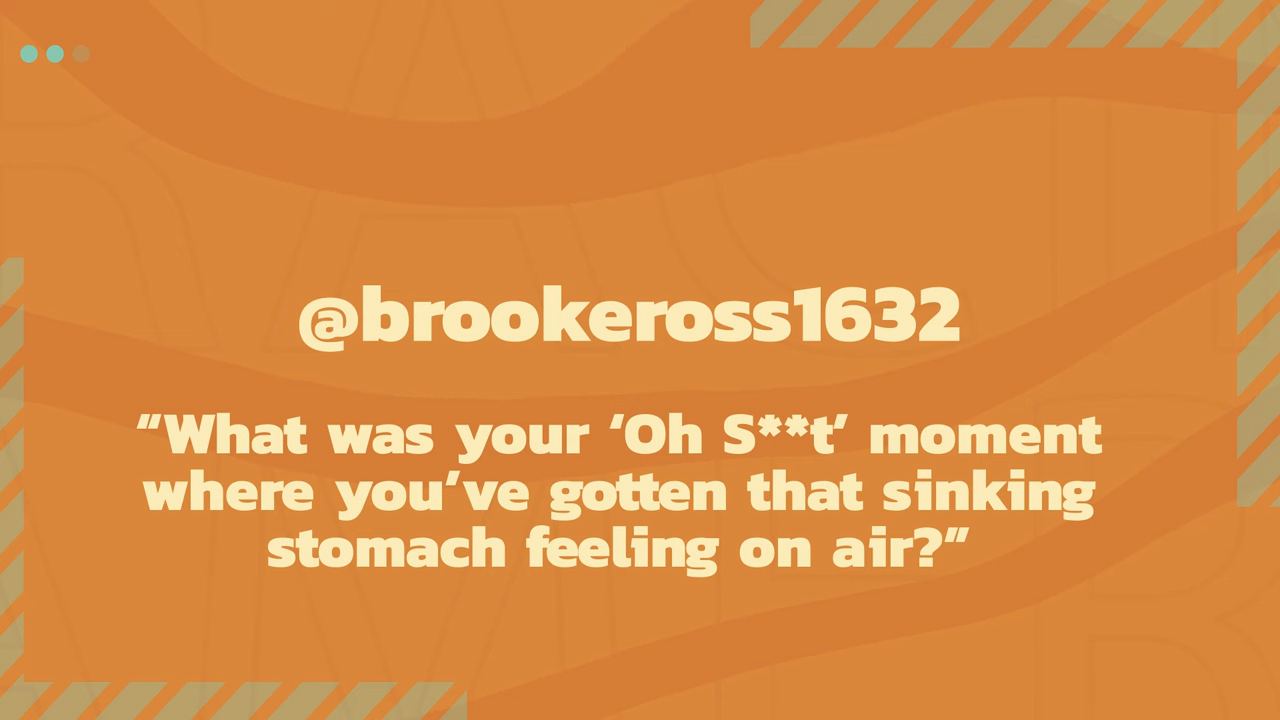 @brookeross1632
“What was your ‘Oh S**t’ moment
where you’ve gotten that sinking
stomach feeling on air?”